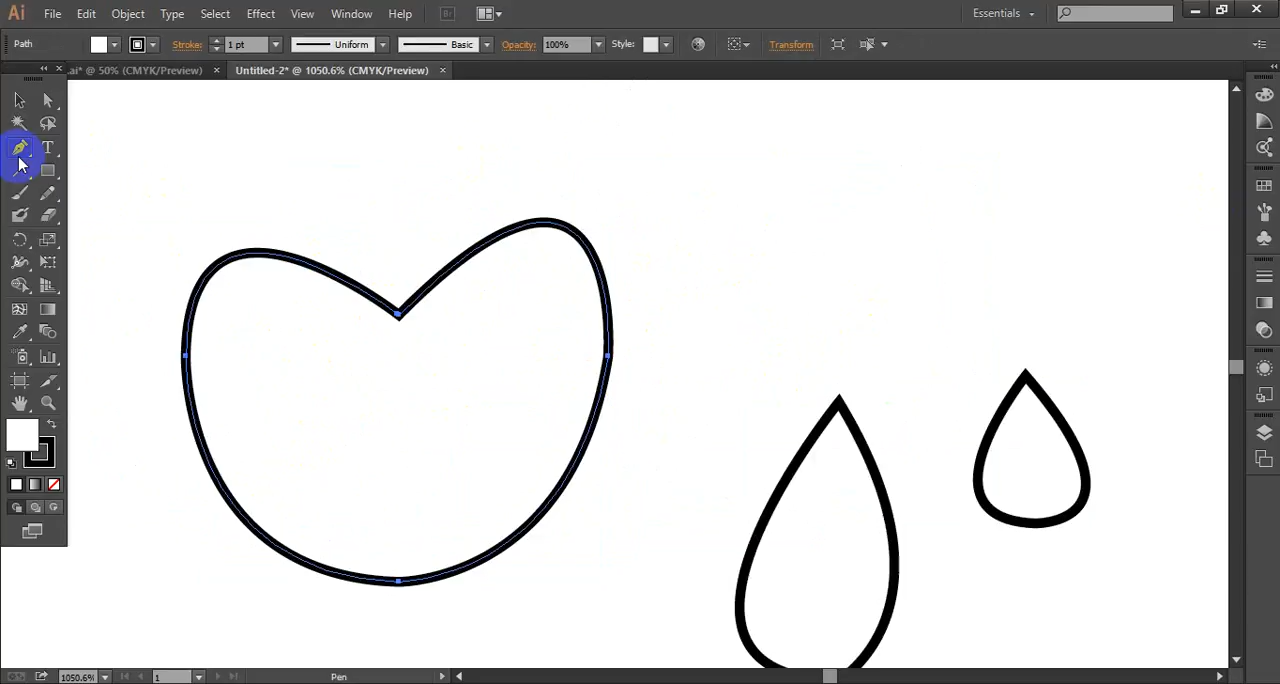 Ai File Edit Object Type Select Effect View Window Help Br Essentials
Path Stroke: 1 pt Uniform Basic Opacity: 100% Style: Transform
.ai* @ 50% (CMYK/Preview) × Untitled-2* @ 1050.6% (CMYK/Preview) ×
T
1050.6% 1 Pen